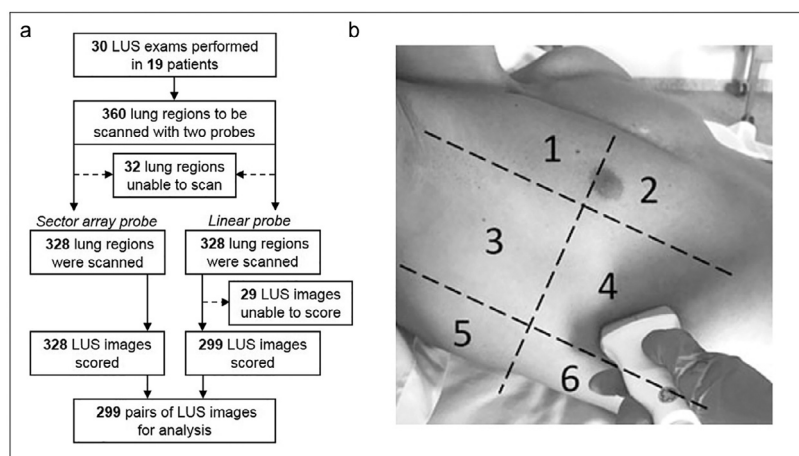 a
30 LUS exams performed
in 19 patients
360 lung regions to be
scanned with two probes
32 lung regions
unable to scan
Sector array probe
Linear probe
328 lung regions
were scanned
328 lung regions
were scanned
29 LUS images
unable to score
328 LUS images
scored
299 LUS images
scored
299 pairs of LUS images
for analysis
b
1
2
3
4
5
6